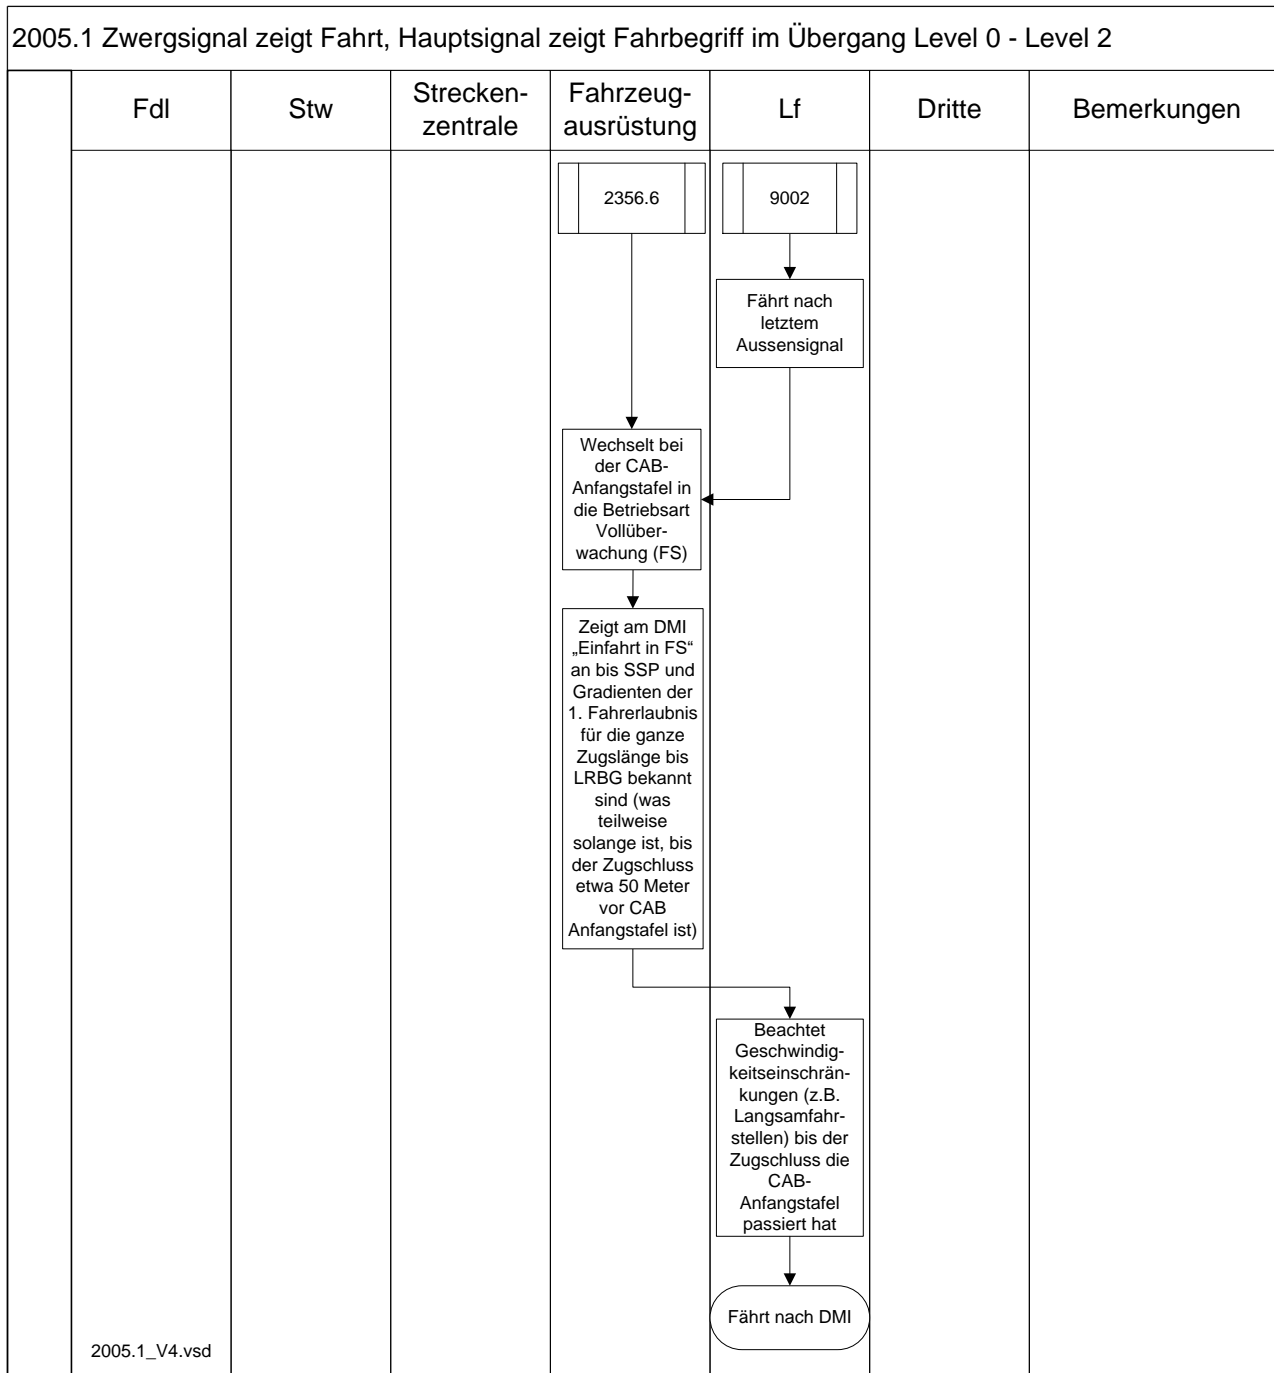 2005.1 Zwergsignal zeigt Fahrt, Hauptsignal zeigt Fahrbegriff im Übergang Level 0 - Level 2
Fdl
Stw
Strecken-
zentrale
Fahrzeug-
ausrüstung
Lf
Dritte
Bemerkungen
2356.6
9002
Fährt nach
letztem
Aussensignal
Wechselt bei
der CAB-
Anfangstafel in
die Betriebsart
Vollüber-
wachung (FS)
Zeigt am DMI
„Einfahrt in FS“
an bis SSP und
Gradienten der
1. Fahrerlaubnis
für die ganze
Zugslänge bis
LRBG bekannt
sind (was
teilweise
solange ist, bis
der Zugschluss
etwa 50 Meter
vor CAB
Anfangstafel ist)
Beachtet
Geschwindig-
keitseinschrän-
kungen (z.B.
Langsamfahr-
stellen) bis der
Zugschluss die
CAB-
Anfangstafel
passiert hat
Fährt nach DMI
2005.1_V4.vsd